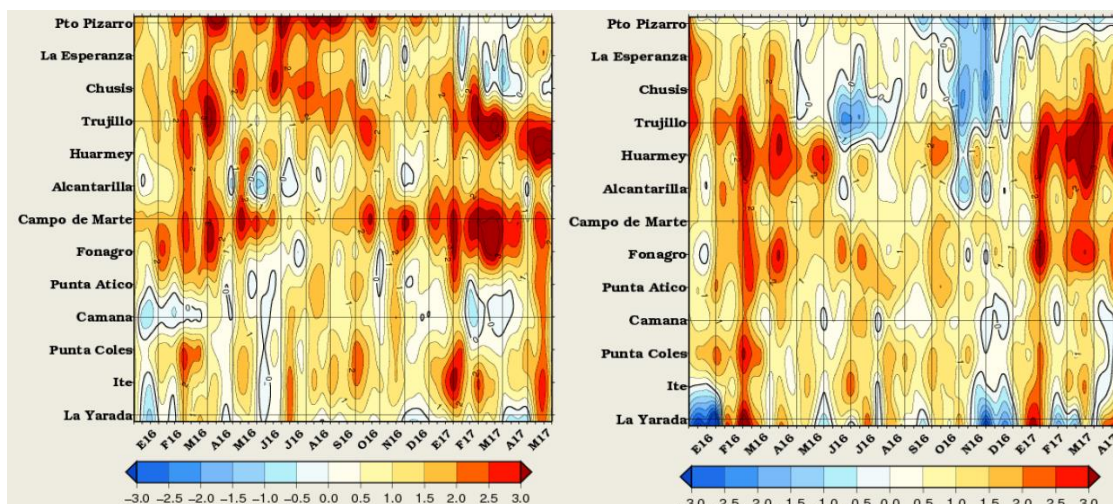 Pto Pizarro
La Esperanza
Chusis
Trujillo
Huarmey
Alcantarilla
Campo de Marte
Fonagro
Punta Atico
Camana
Punta Coles
Ite
La Yarada
E16 F16 M16 A16 M16 J16 J16 A16 S16 O16 N16 D16 E17 F17 M17 A17 M17
−3.0 −2.5 −2.0 −1.5 −1.0 −0.5 0.0 0.5 1.0 1.5 2.0 2.5 3.0
Pto Pizarro
La Esperanza
Chusis
Trujillo
Huarmey
Alcantarilla
Campo de Marte
Fonagro
Punta Atico
Camana
Punta Coles
Ite
La Yarada
E16 F16 M16 A16 M16 J16 J16 A16 S16 O16 N16 D16 E17 F17 M17 A1
3.0 2.5 2.0 1.5 1.0 0.5 0.0 0.5 1.0 1.5 2.0 2.5 3.0